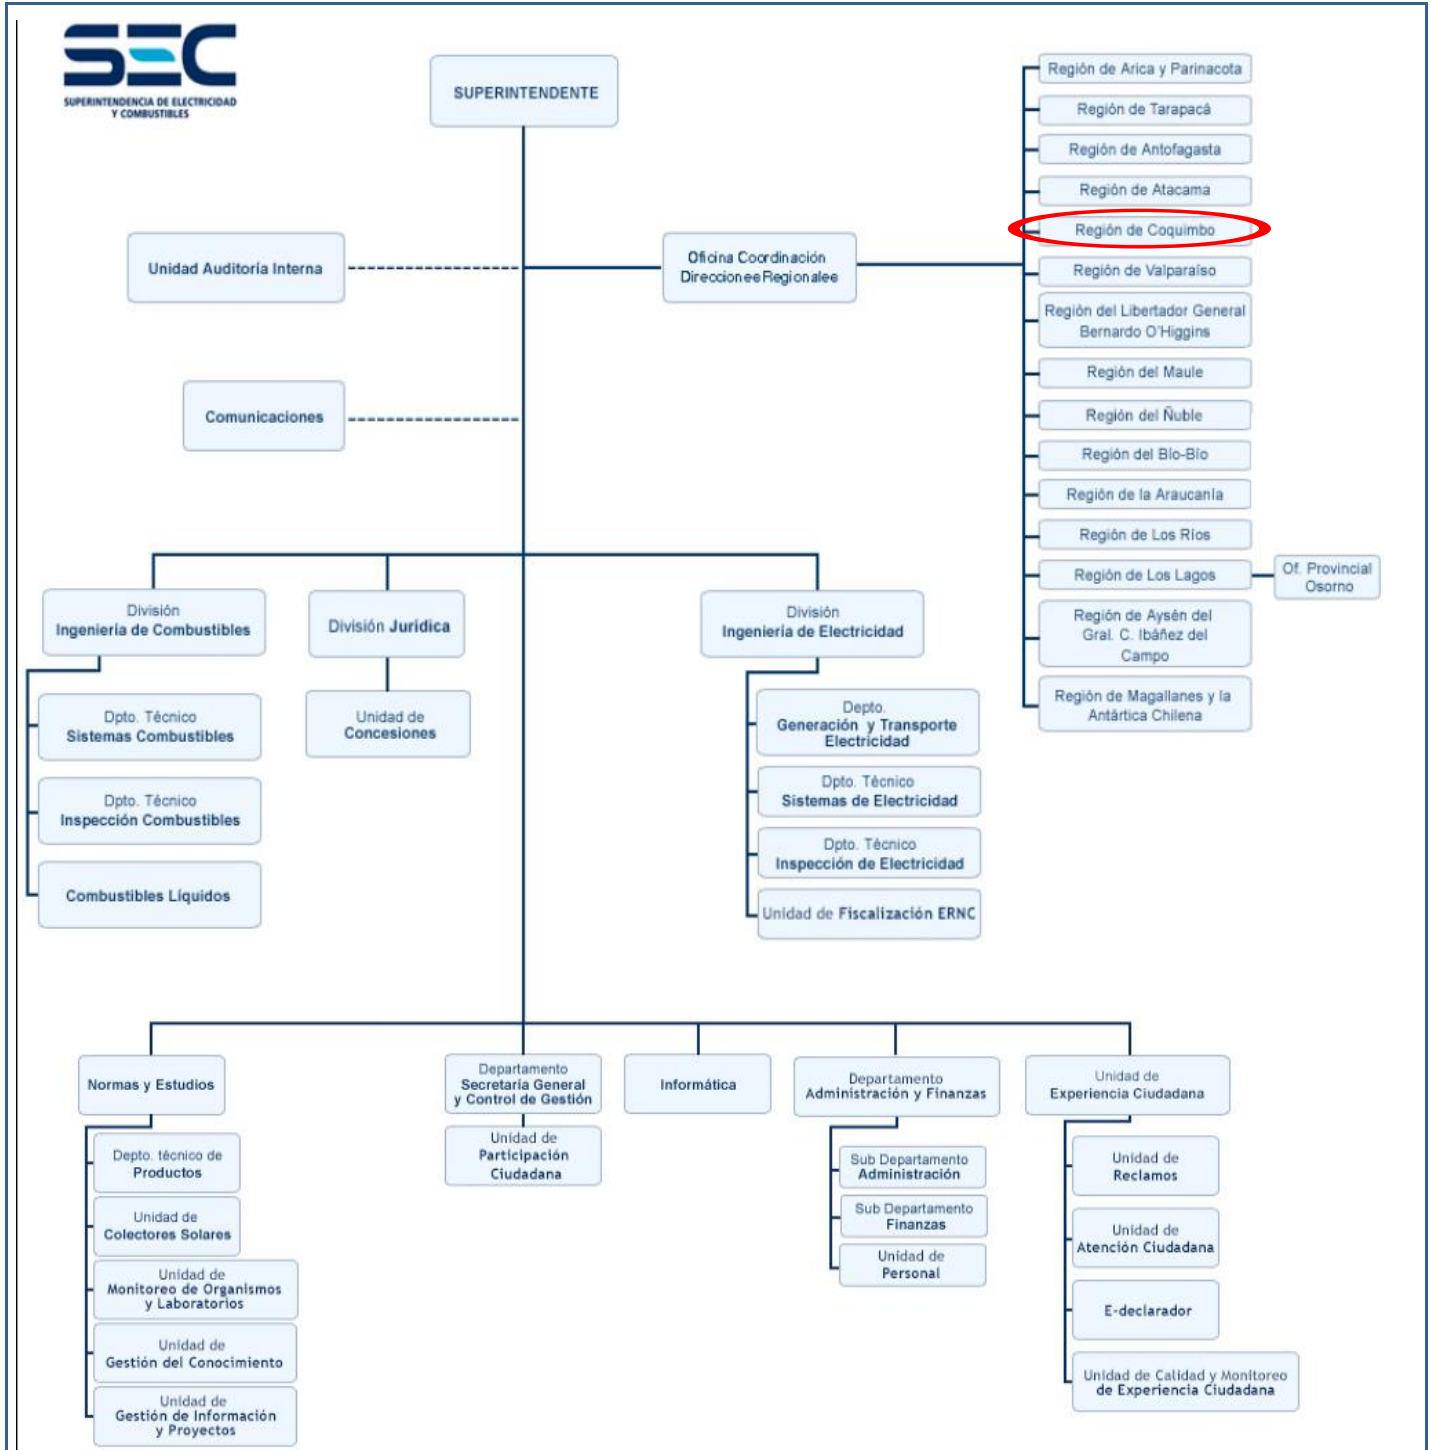 SEC
SUPERINTENDENCIA DE ELECTRICIDAD
Y COMBUSTIBLES
SUPERINTENDENTE
Región de Arica y Parinacota
Región de Tarapacá
Región de Antofagasta
Región de Atacama
Región de Coquimbo
Región de Valparaíso
Región del Libertador General
Bernardo O'Higgins
Región del Maule
Región del Ñuble
Región del Bío-Bío
Región de la Araucanía
Región de Los Ríos
Región de Los Lagos
Of. Provincial
Osorno
Región de Aysén del
Gral. C. Ibáñez del
Campo
Región de Magallanes y la
Antártica Chilena
Unidad Auditoría Interna
Oficina Coordinación
Direccionee Regionalee
Comunicaciones
División
Ingeniería de Combustibles
División Jurídica
División
Ingeniería de Electricidad
Dpto. Técnico
Sistemas Combustibles
Dpto. Técnico
Inspección Combustibles
Combustibles Líquidos
Unidad de
Concesiones
Depto.
Generación y Transporte
Electricidad
Dpto. Técnico
Sistemas de Electricidad
Dpto. Técnico
Inspección de Electricidad
Unidad de Fiscalización ERNC
Normas y Estudios
Departamento
Secretaría General
y Control de Gestión
Informática
Departamento
Administración y Finanzas
Unidad de
Experiencia Ciudadana
Depto. técnico de
Productos
Unidad de
Colectores Solares
Unidad de
Monitoreo de Organismos
y Laboratorios
Unidad de
Gestión del Conocimiento
Unidad de
Gestión de Información
y Proyectos
Unidad de
Participación
Ciudadana
Sub Departamento
Administración
Sub Departamento
Finanzas
Unidad de
Personal
Unidad de
Reclamos
Unidad de
Atención Ciudadana
E-declarador
Unidad de Calidad y Monitoreo
de Experiencia Ciudadana